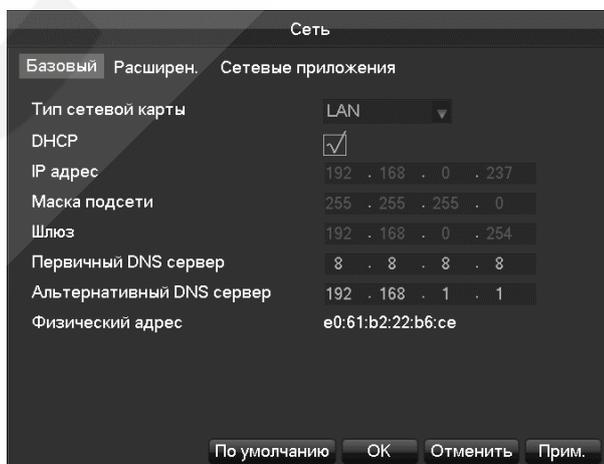 Сеть
Базовый Расширен. Сетевые приложения
Тип сетевой карты LAN
DHCP
IP адрес 192 . 168 . 0 . 237
Маска подсети 255 . 255 . 255 . 0
Шлюз 192 . 168 . 0 . 254
Первичный DNS сервер 8 . 8 . 8 . 8
Альтернативный DNS сервер 192 . 168 . 1 . 1
Физический адрес e0:61:b2:22:b6:ce
По умолчанию OK Отменить Прим.